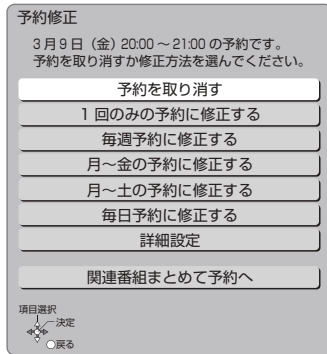 予約修正
3月9日（金）20:00～21:00の予約です。
予約を取り消すか修正方法を選んでください。
予約を取り消す
1回のみの予約に修正する
毎週予約に修正する
月～金の予約に修正する
月～土の予約に修正する
毎日予約に修正する
詳細設定
関連番組まとめて予約へ
項目選択
決定
戻る